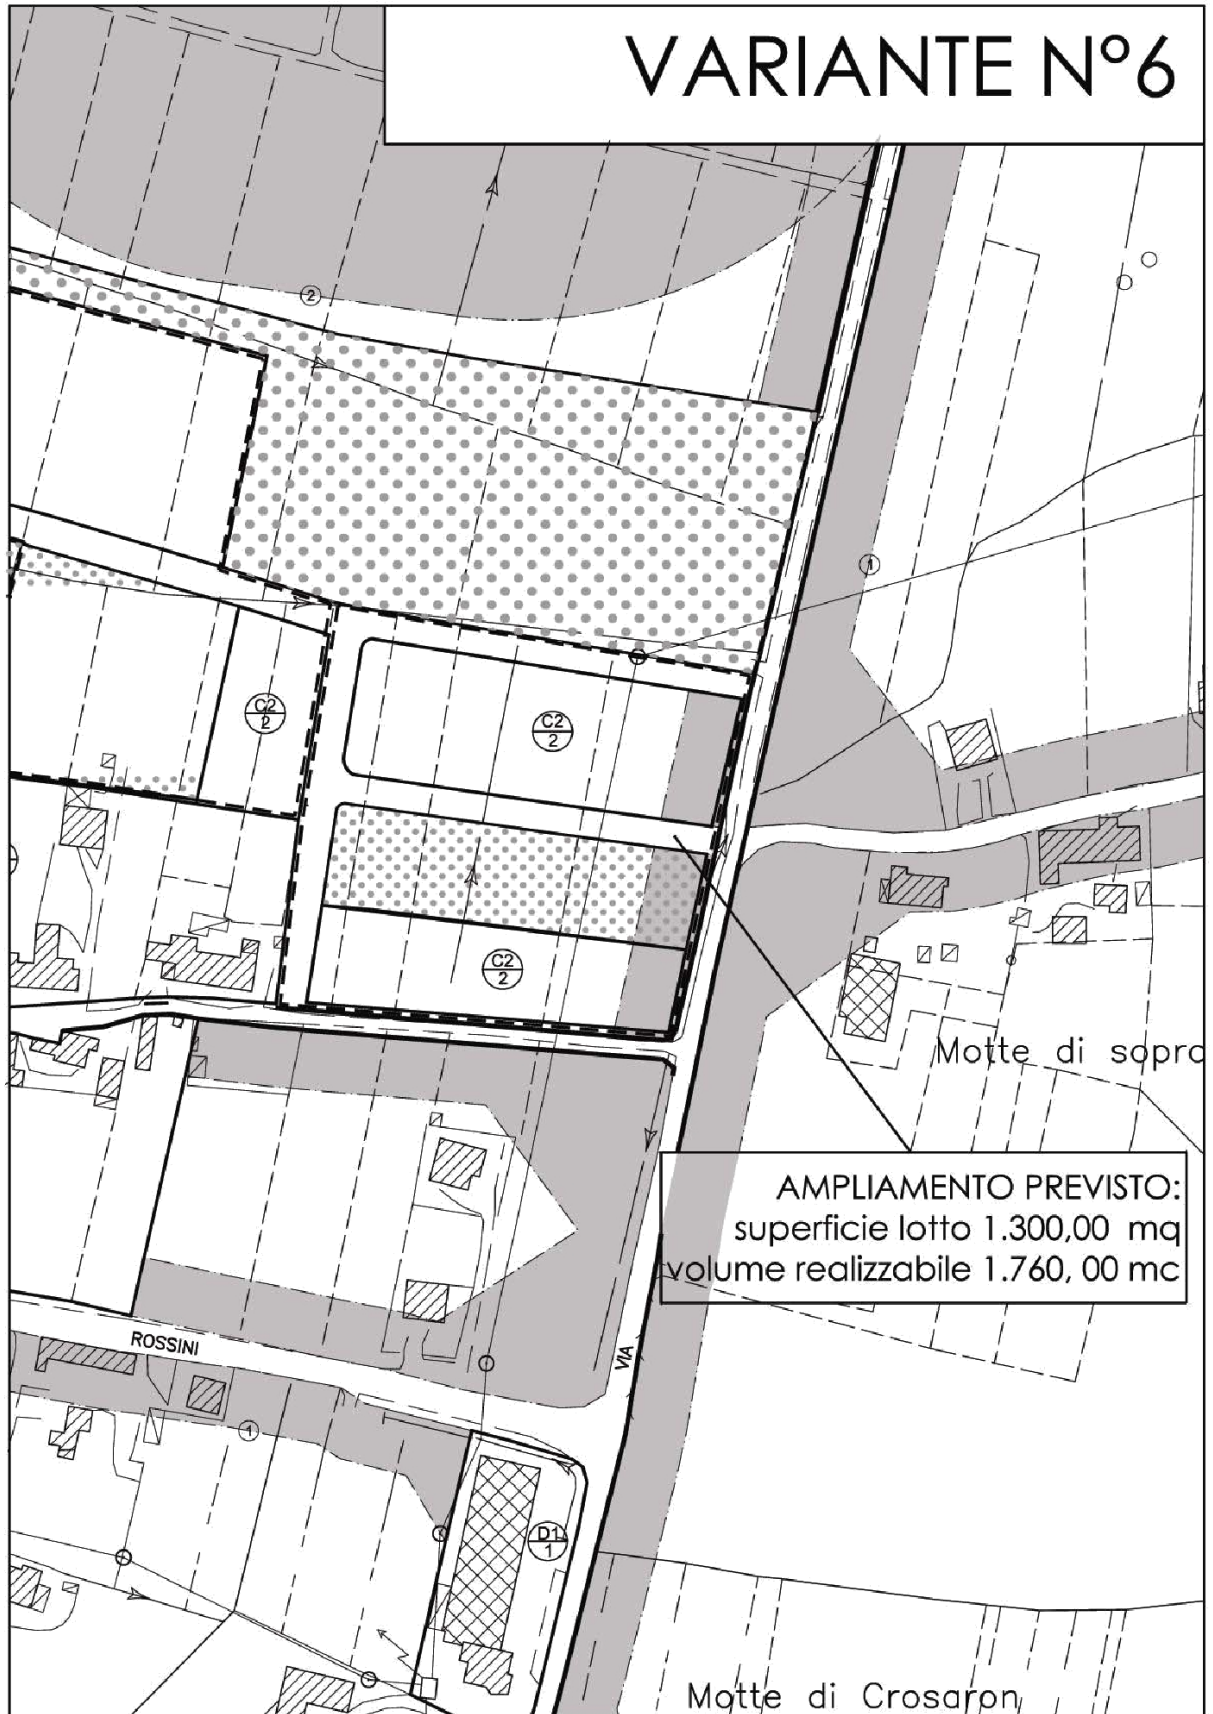 VARIANTE N°6
2
1
C2
2
C2
2
C2
2
Motte di sopra
AMPLIAMENTO PREVISTO:
superficie lotto 1.300,00 mq
volume realizzabile 1.760, 00 mc
ROSSINI
VIA
1
D1
1
Motte di Crosaron